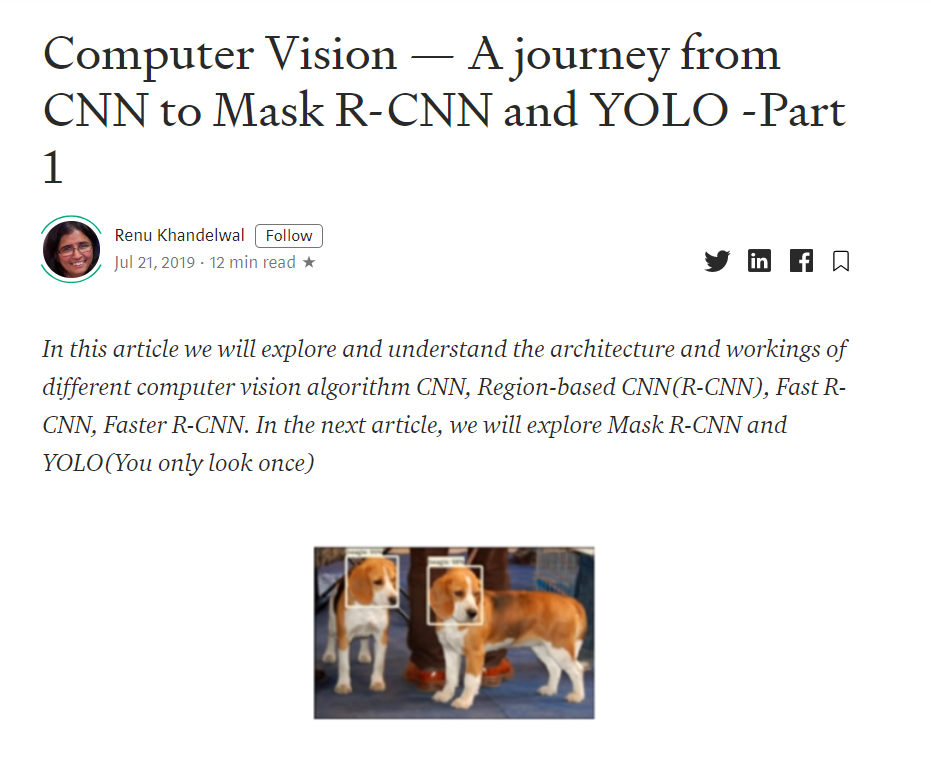 Computer Vision — A journey from
CNN to Mask R-CNN and YOLO -Part
1
Renu Khandelwal Follow
Jul 21, 2019 · 12 min read ★
In this article we will explore and understand the architecture and workings of
different computer vision algorithm CNN, Region-based CNN(R-CNN), Fast R-
CNN, Faster R-CNN. In the next article, we will explore Mask R-CNN and
YOLO(You only look once)